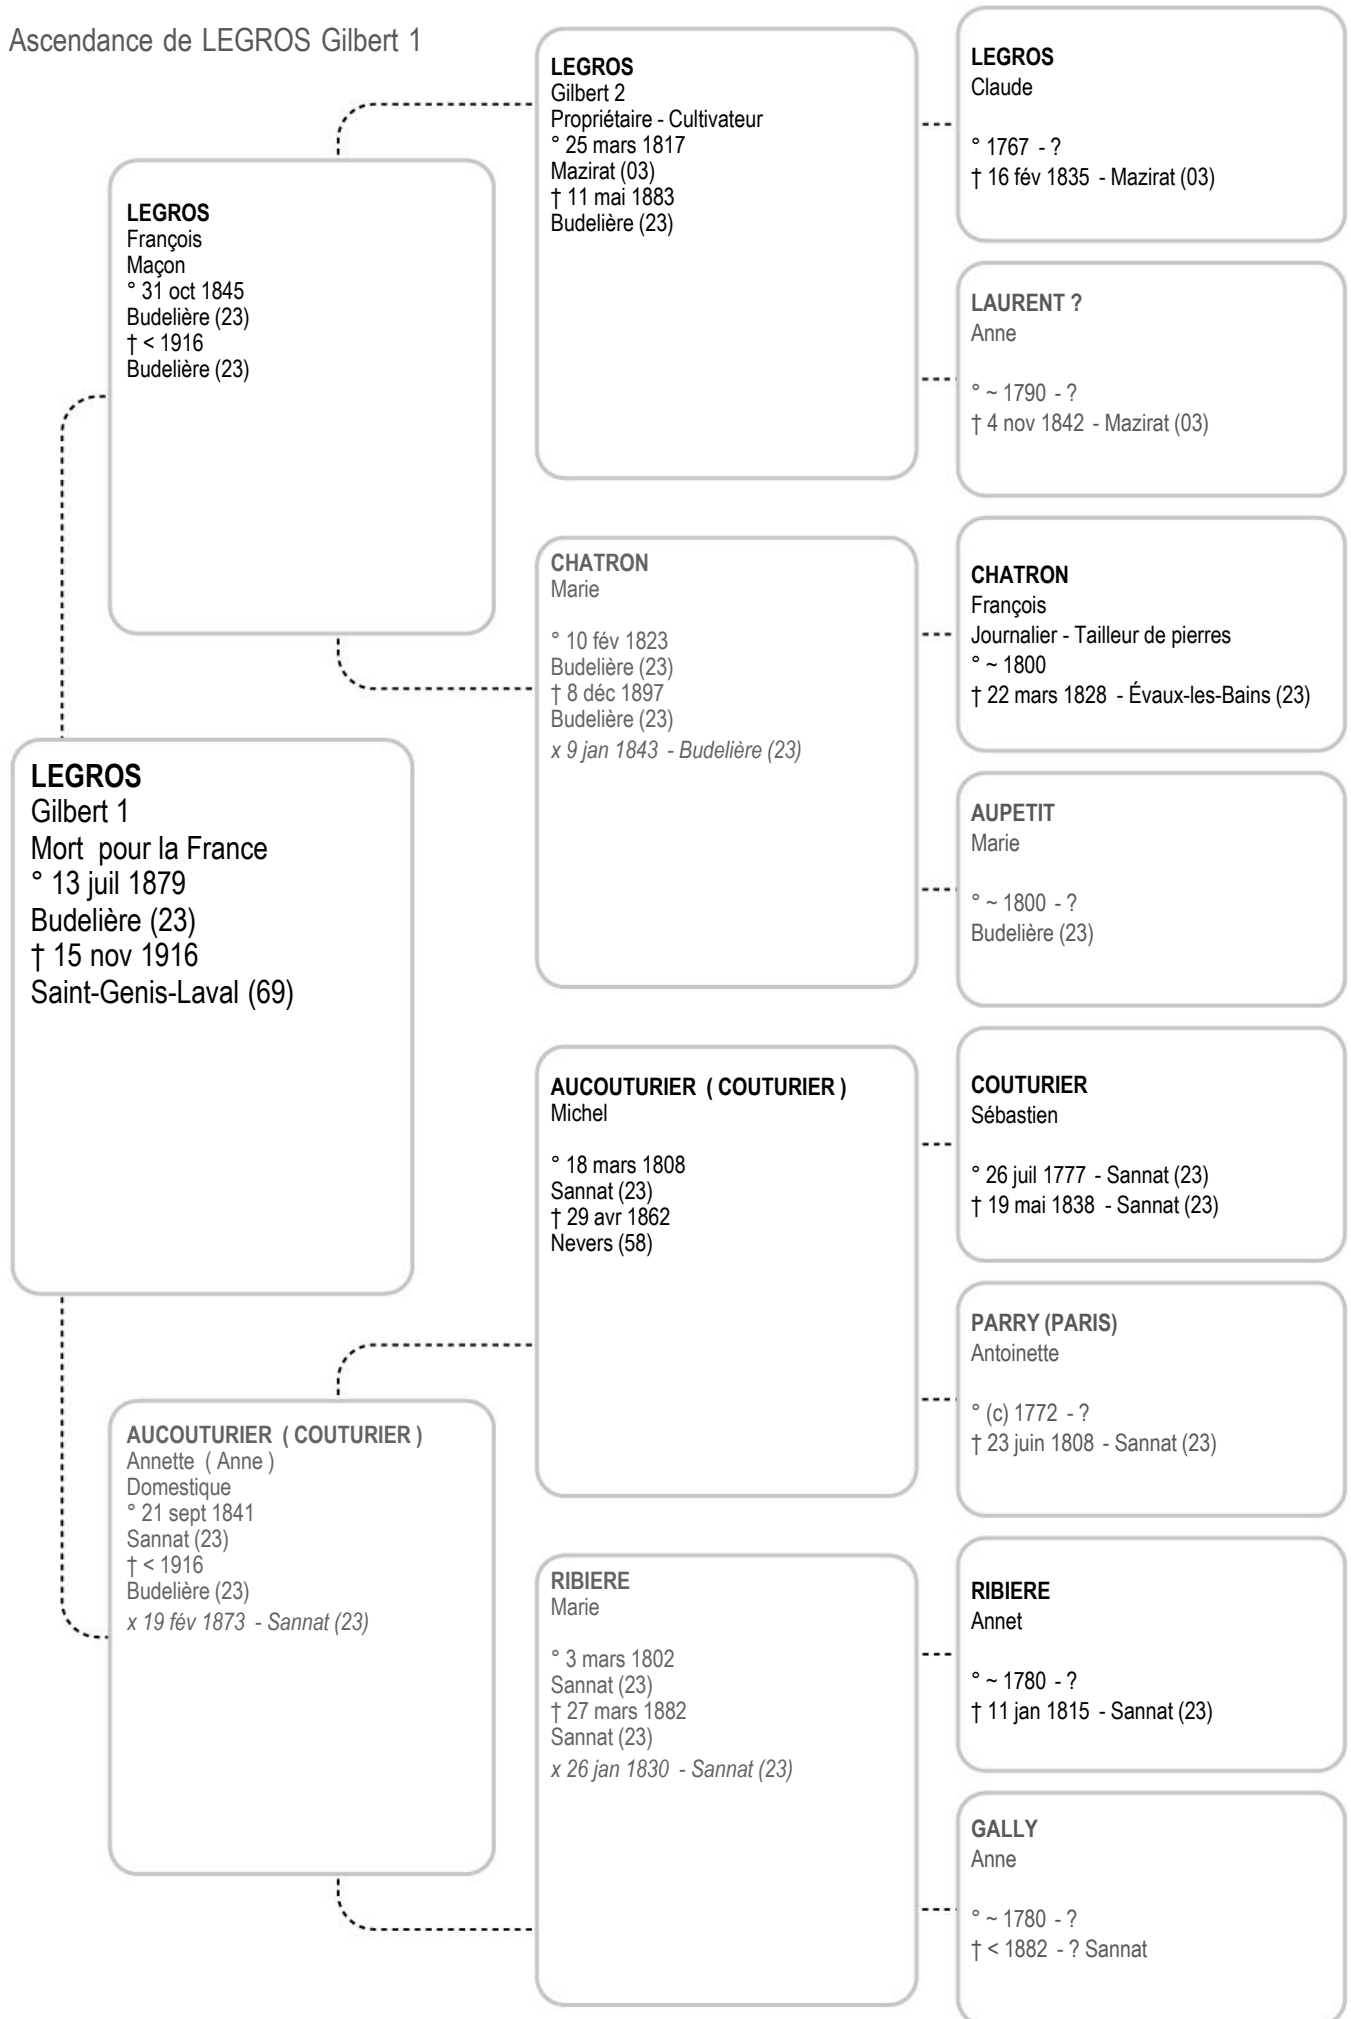 Ascendance de LEGROS Gilbert 1
LEGROS
Gilbert 1
Mort pour la France
° 13 juil 1879
Budelière (23)
† 15 nov 1916
Saint-Genis-Laval (69)
LEGROS
François
Maçon
° 31 oct 1845
Budelière (23)
† < 1916
Budelière (23)
AUCOUTURIER ( COUTURIER )
Annette ( Anne )
Domestique
° 21 sept 1841
Sannat (23)
† < 1916
Budelière (23)
x 19 fév 1873 - Sannat (23)
LEGROS
Gilbert 2
Propriétaire - Cultivateur
° 25 mars 1817
Mazirat (03)
† 11 mai 1883
Budelière (23)
CHATRON
Marie
° 10 fév 1823
Budelière (23)
† 8 déc 1897
Budelière (23)
x 9 jan 1843 - Budelière (23)
AUCOUTURIER ( COUTURIER )
Michel
° 18 mars 1808
Sannat (23)
† 29 avr 1862
Nevers (58)
RIBIERE
Marie
° 3 mars 1802
Sannat (23)
† 27 mars 1882
Sannat (23)
x 26 jan 1830 - Sannat (23)
LEGROS
Claude
° 1767 - ?
† 16 fév 1835 - Mazirat (03)
LAURENT ?
Anne
° ~ 1790 - ?
† 4 nov 1842 - Mazirat (03)
CHATRON
François
Journalier - Tailleur de pierres
° ~ 1800
† 22 mars 1828 - Évaux-les-Bains (23)
AUPETIT
Marie
° ~ 1800 - ?
Budelière (23)
COUTURIER
Sébastien
° 26 juil 1777 - Sannat (23)
† 19 mai 1838 - Sannat (23)
PARRY (PARIS)
Antoinette
° (c) 1772 - ?
† 23 juin 1808 - Sannat (23)
RIBIERE
Annet
° ~ 1780 - ?
† 11 jan 1815 - Sannat (23)
GALLY
Anne
° ~ 1780 - ?
† < 1882 - ? Sannat